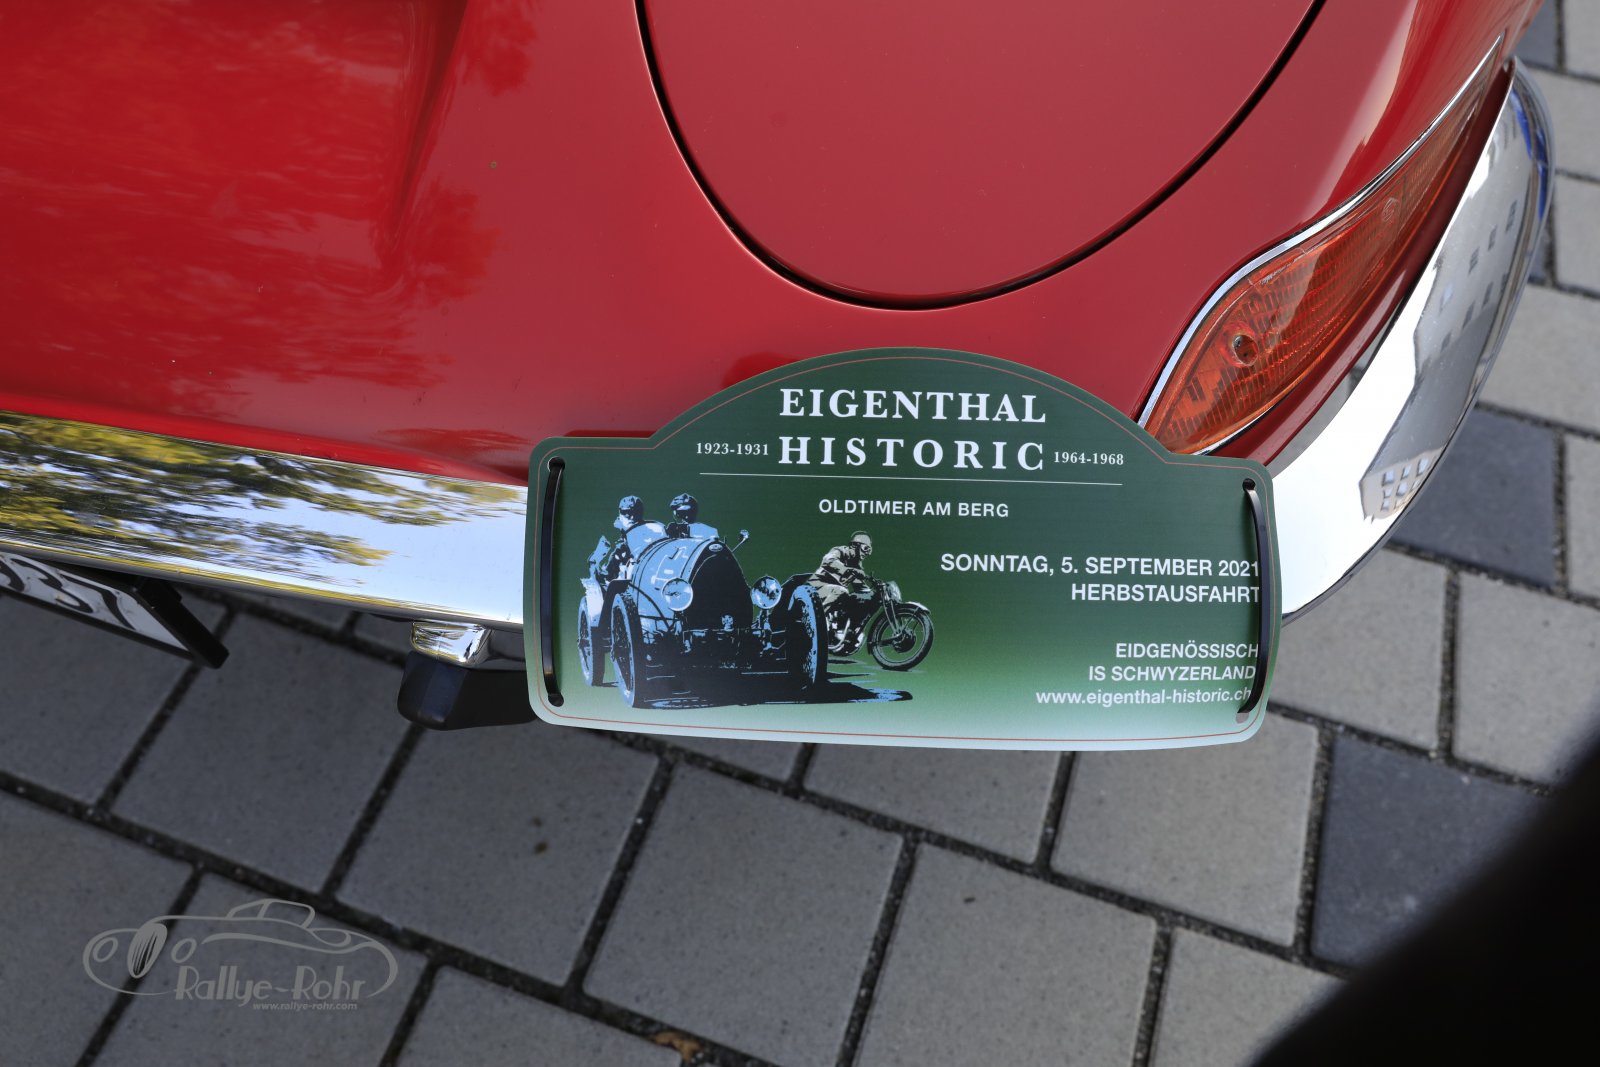 EIGENTHAL
1923-1931 HISTORIC 1964-1968
OLDTIMER AM BERG
SONNTAG, 5. SEPTEMBER 2021
HERBSTAUSFAHRT
EIDGENÖSSISCH
IS SCHWYZERLAND
www.eigenthal-historic.ch
Rallye-Rohr
www.rallye-rohr.com